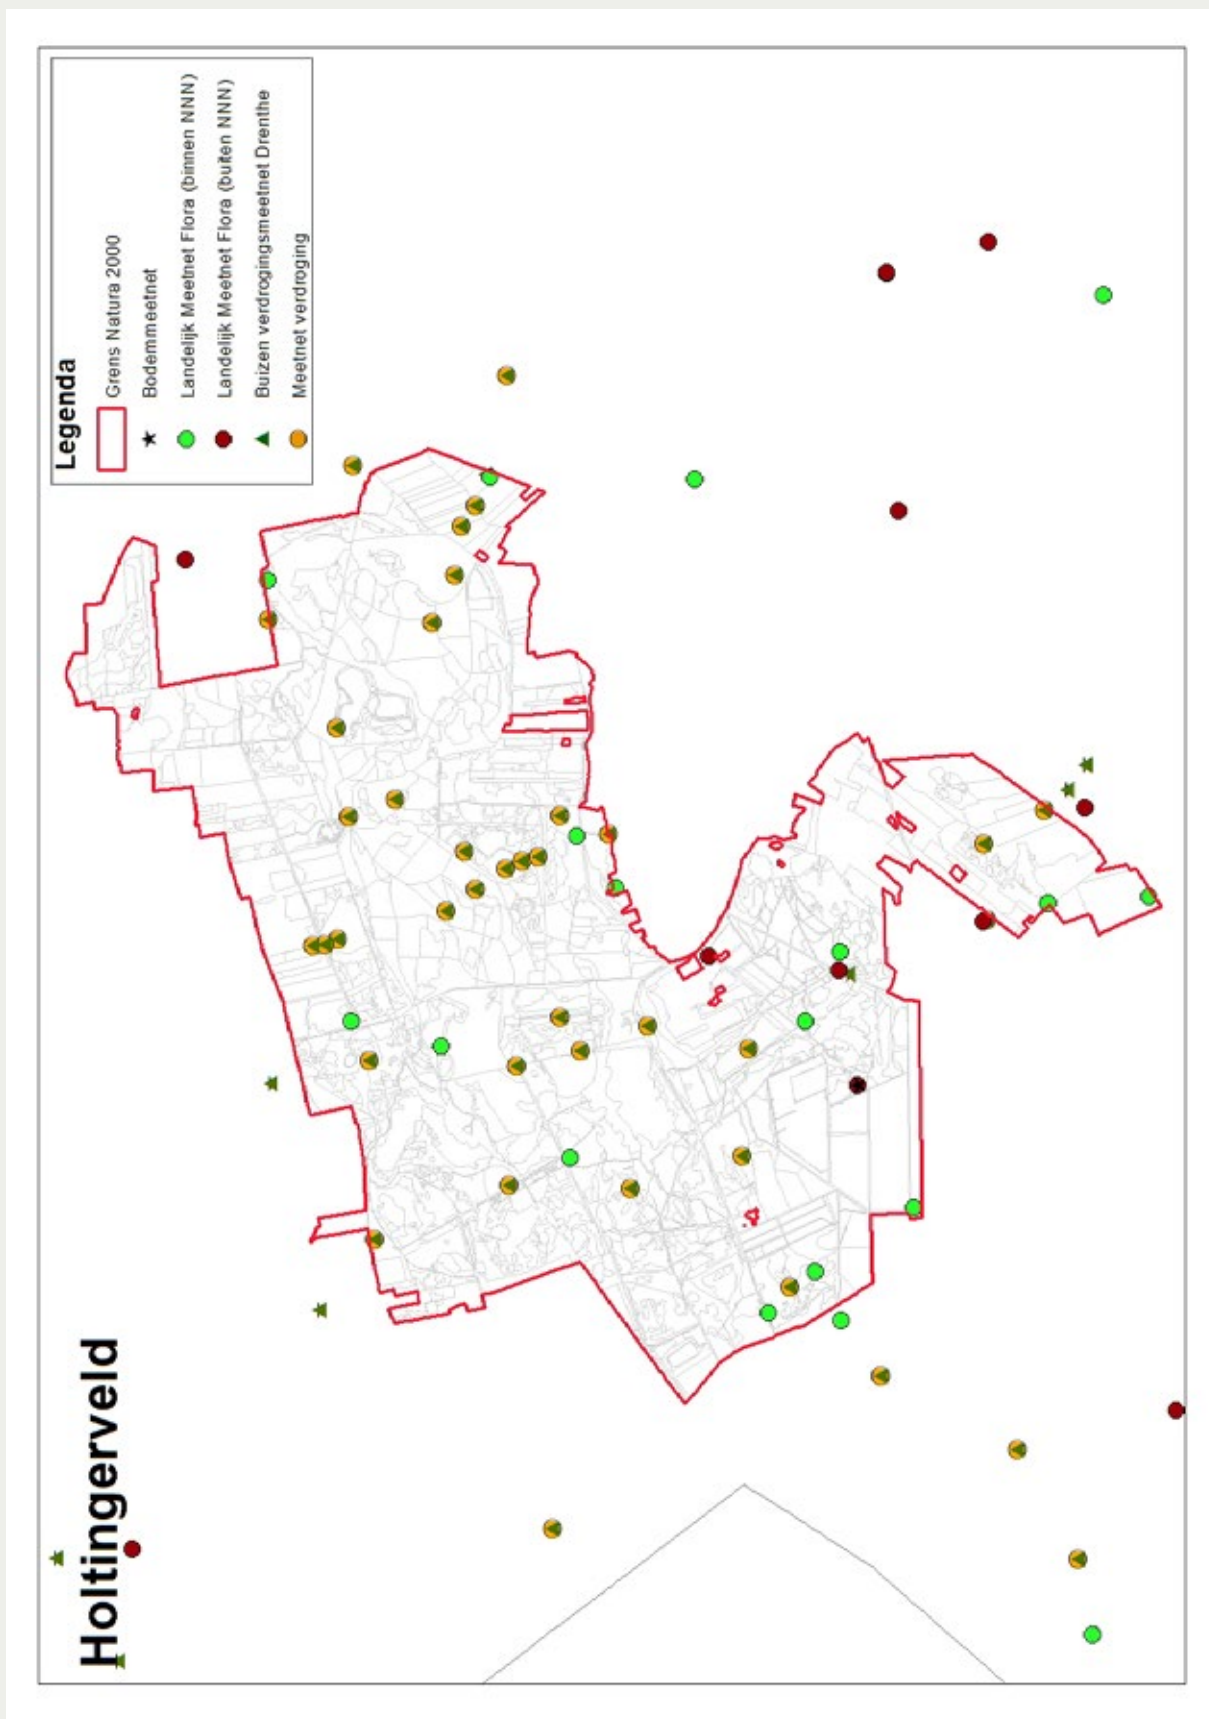 Holtingerveld
Legenda
Grens Natura 2000
Bodemmeetnet
Landelijk Meetnet Flora (binnen NNN)
Landelijk Meetnet Flora (buiten NNN)
Buizen verdrogingsmeetnet Drenthe
Meetnet verdroging